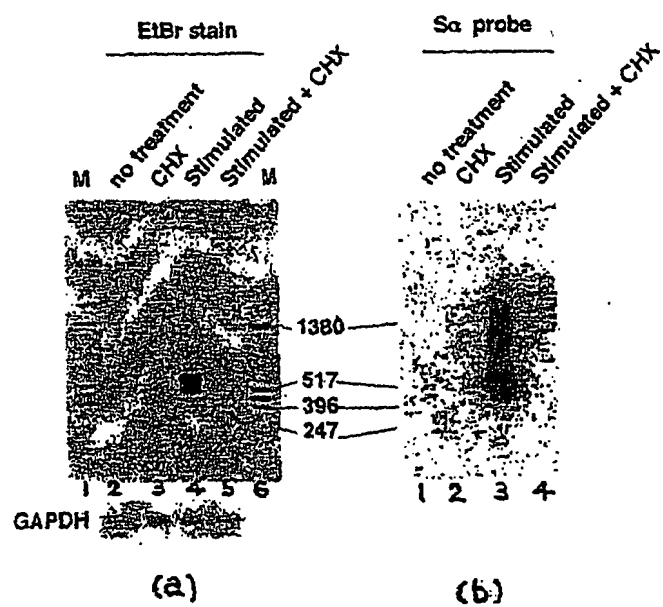 EtBr stain
Sα probe
M
no treatment
CHX
Stimulated
Stimulated + CHX
M
no treatment
CHX
Stimulated
Stimulated + CHX
1380
517
396
247
1 2 3 4 5 6
1 2 3 4
GAPDH
(a)
(b)